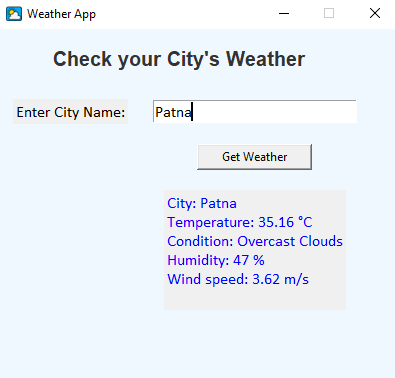 Weather App
Check your City's Weather
Enter City Name: Patna
Get Weather
City: Patna
Temperature: 35.16 °C
Condition: Overcast Clouds
Humidity: 47 %
Wind speed: 3.62 m/s